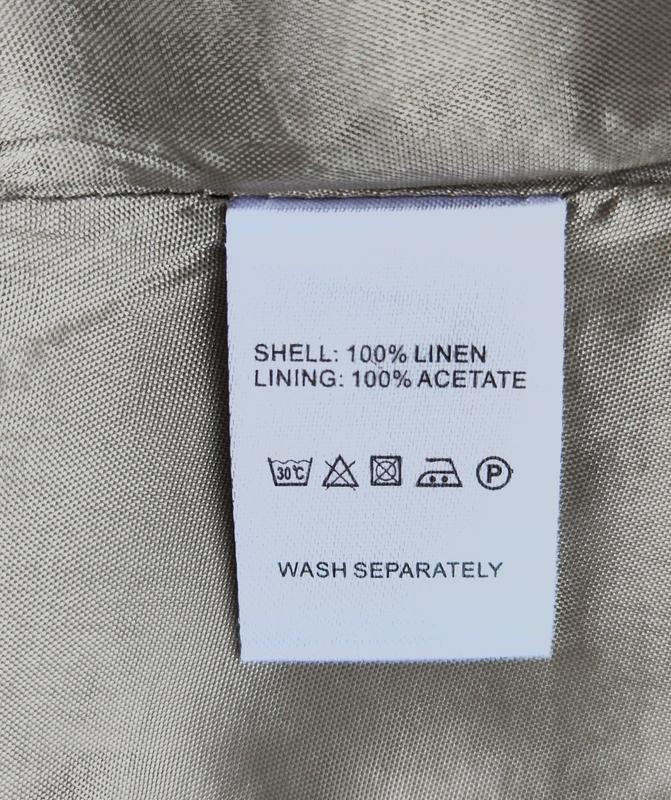 SHELL: 100% LINEN
LINING: 100% ACETATE
30°C P
WASH SEPARATELY